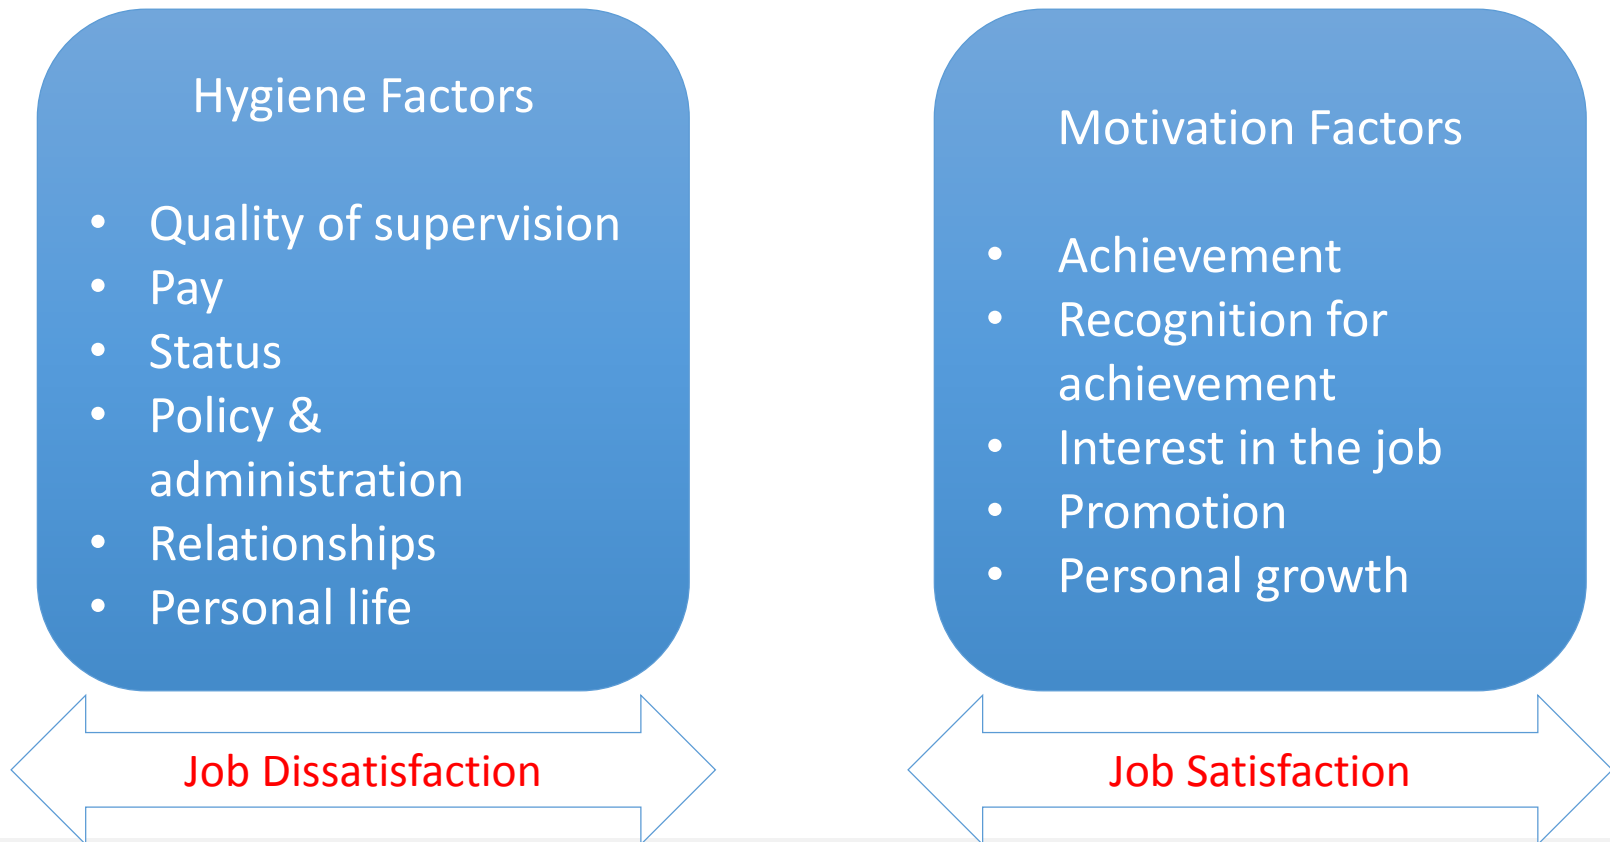 Hygiene Factors
• Quality of supervision
• Pay
• Status
• Policy &
administration
• Relationships
• Personal life
Job Dissatisfaction
Motivation Factors
• Achievement
• Recognition for
achievement
• Interest in the job
• Promotion
• Personal growth
Job Satisfaction